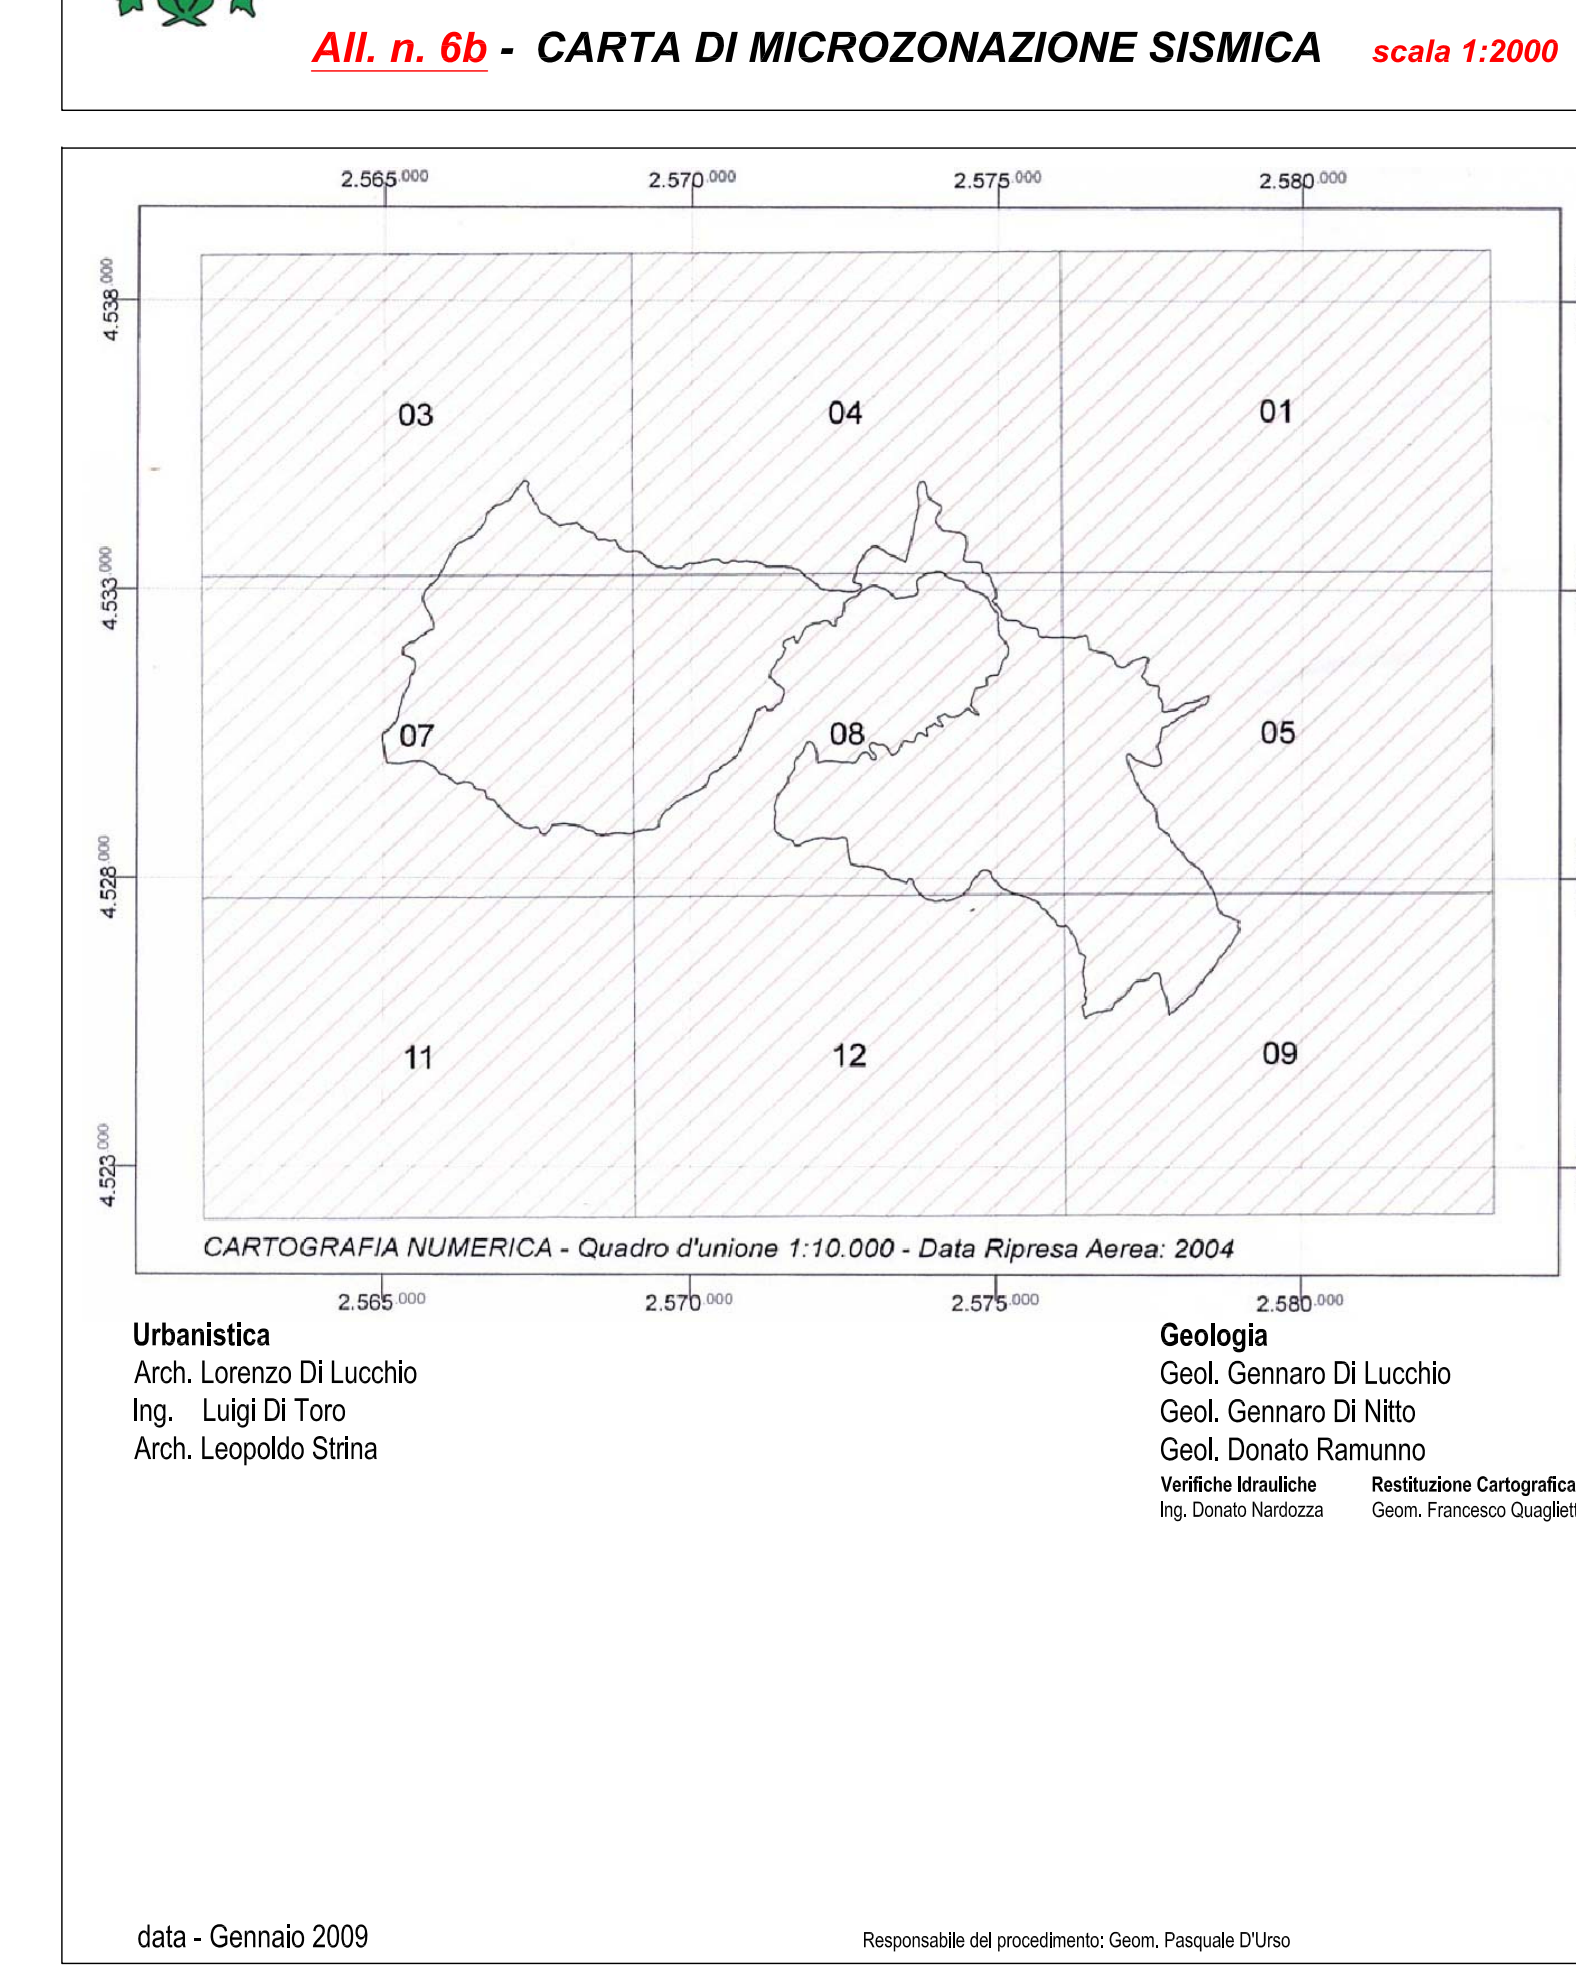 All. n. 6b - CARTA DI MICROZONAZIONE SISMICA scala 1:2000
2.565.000 2.570.000 2.575.000 2.580.000
4.538.000
03 04 01
4.533.000
07 08 05
4.528.000
11 12 09
4.523.000
CARTOGRAFIA NUMERICA - Quadro d'unione 1:10.000 - Data Ripresa Aerea: 2004
2.565.000 2.570.000 2.575.000 2.580.000
Urbanistica
Arch. Lorenzo Di Lucchio
Ing. Luigi Di Toro
Arch. Leopoldo Strina
Geologia
Geol. Gennaro Di Lucchio
Geol. Gennaro Di Nitto
Geol. Donato Ramunno
Verifiche Idrauliche Restituzione Cartografica
Ing. Donato Nardozza Geom. Francesco
data - Gennaio 2009
Responsabile del procedimento: Geom. Pasquale D'Urso